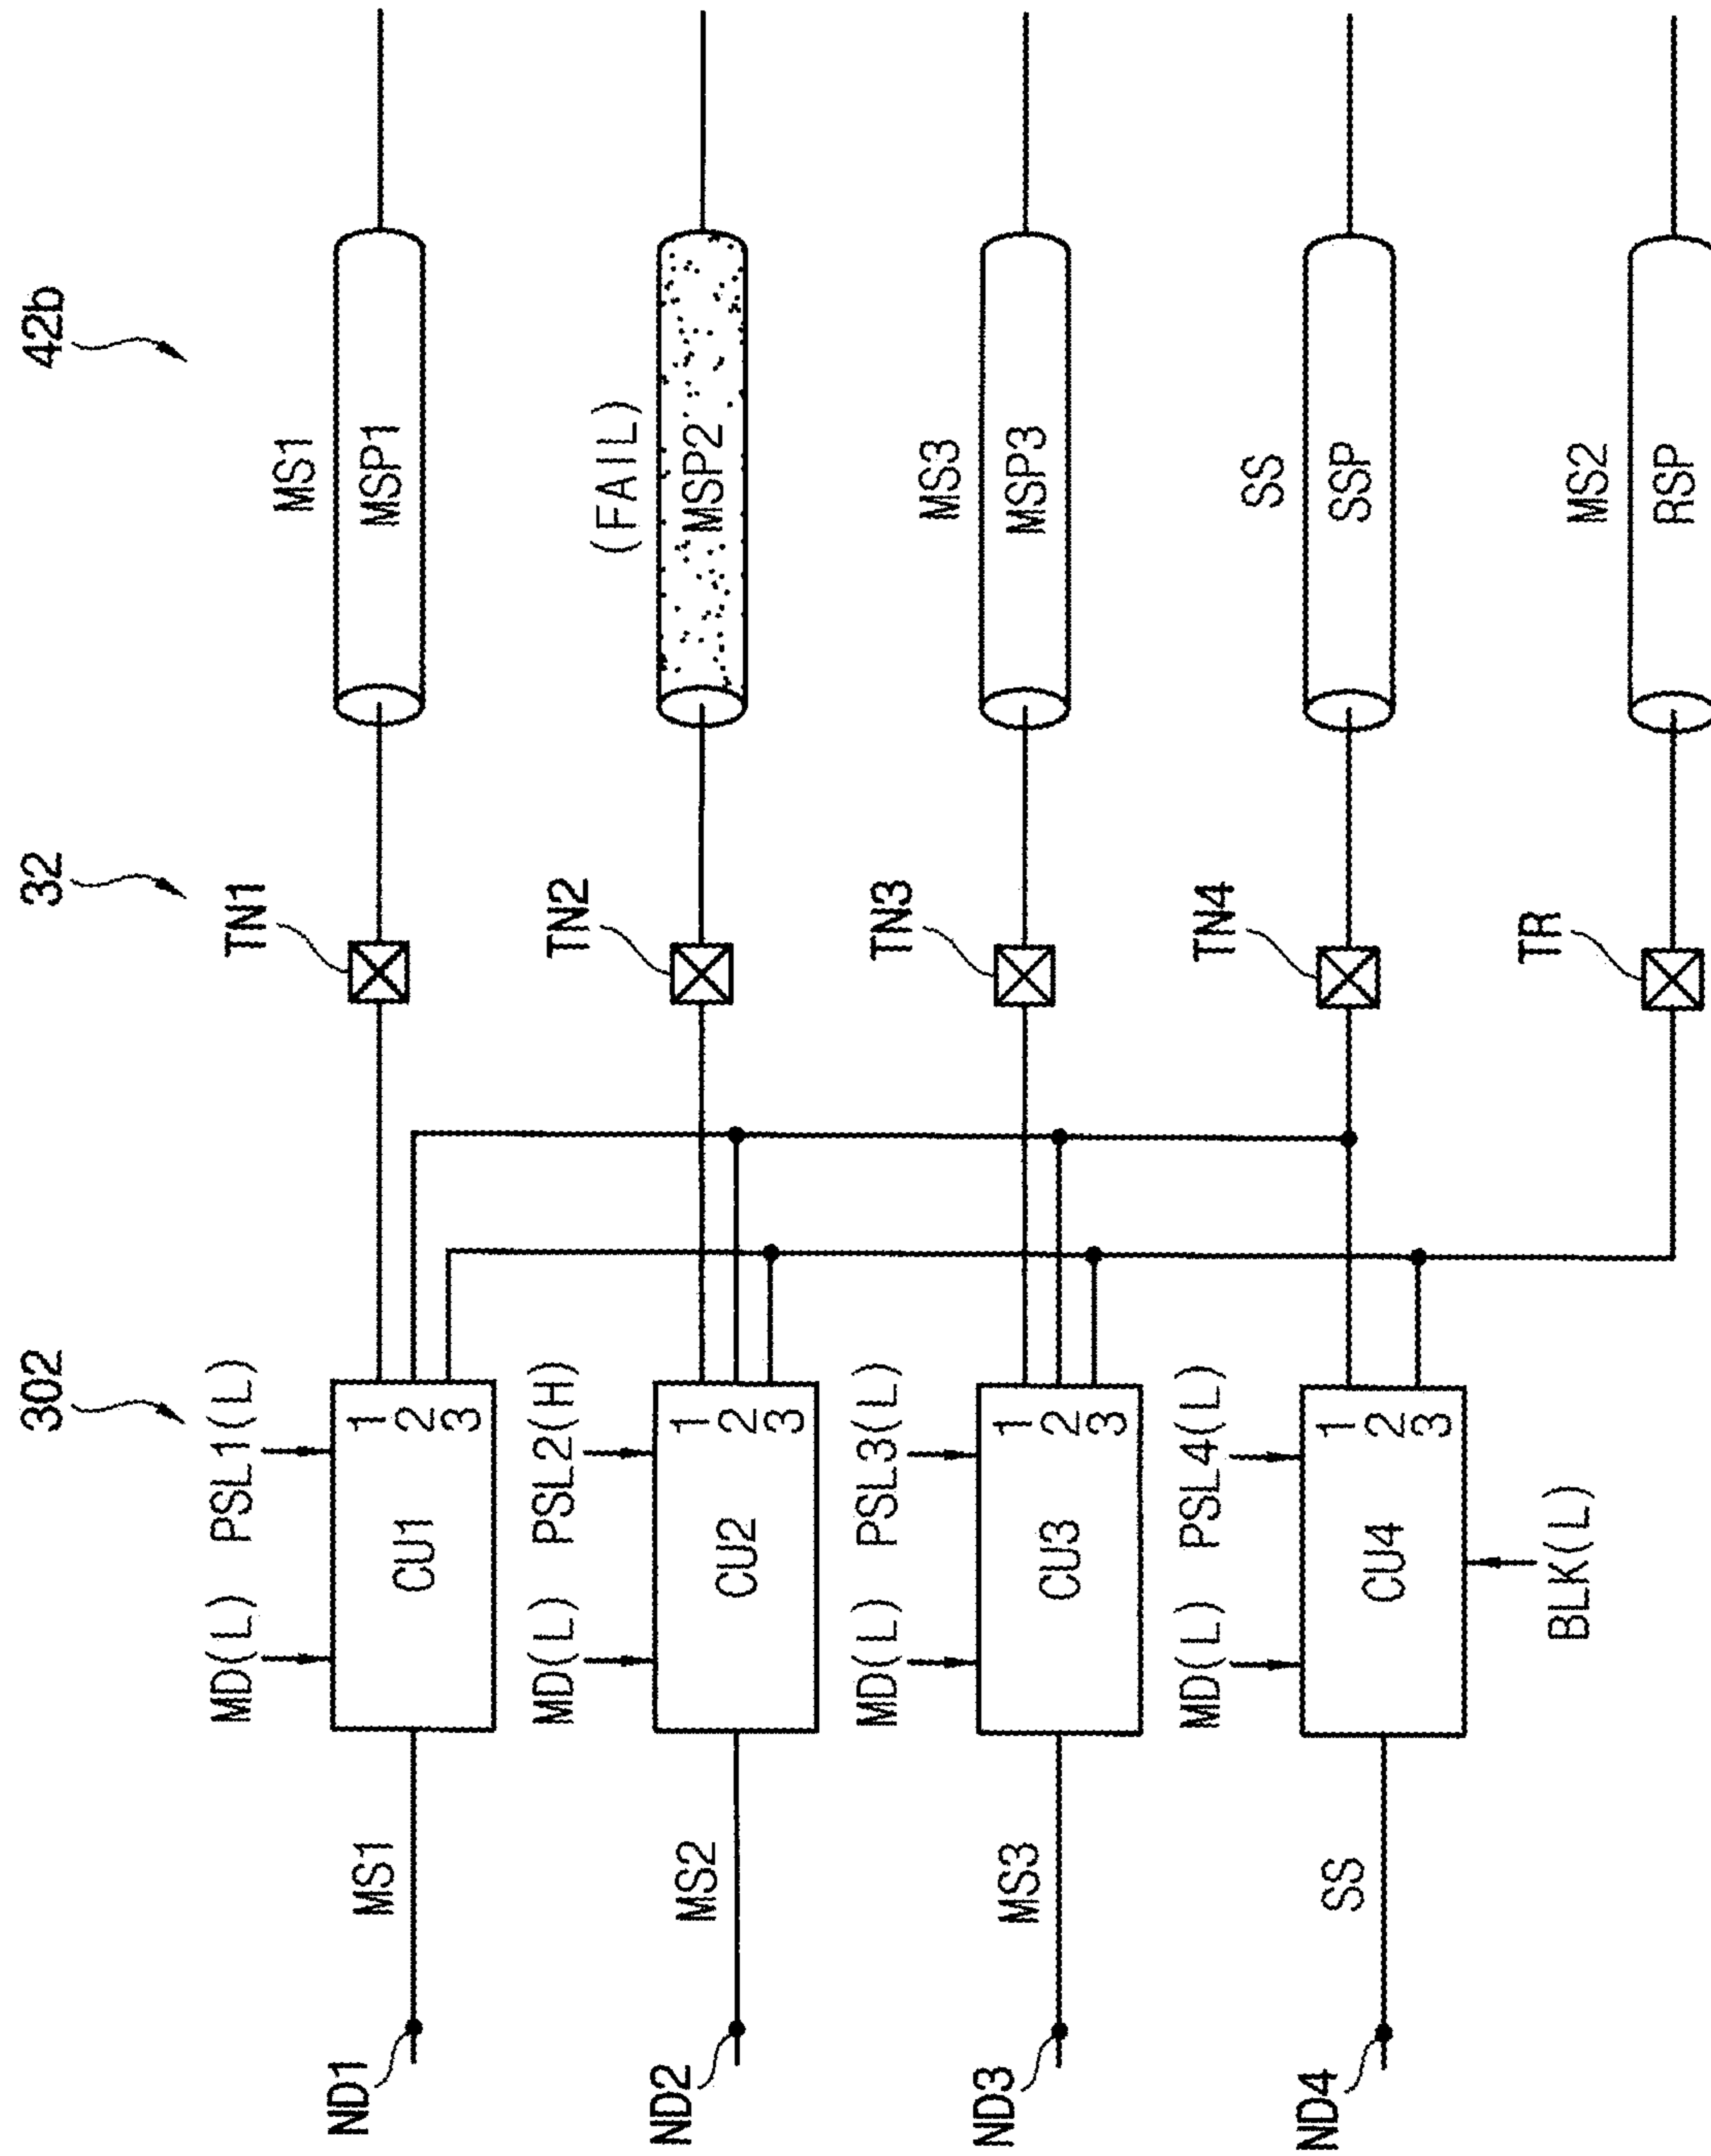 302
32
42b
MD(L) PSL1(L)
TN1
MS1
ND1
MS1
CU1
1
2
3
MSP1
MD(L) PSL2(H)
TN2
(FAIL)
ND2
MS2
CU2
1
2
3
MSP2
MD(L) PSL3(L)
TN3
MS3
ND3
MS3
CU3
1
2
3
MSP3
MD(L) PSL4(L)
TN4
SS
ND4
SS
CU4
1
2
3
SSP
BLK(L)
TR
MS2
RSP